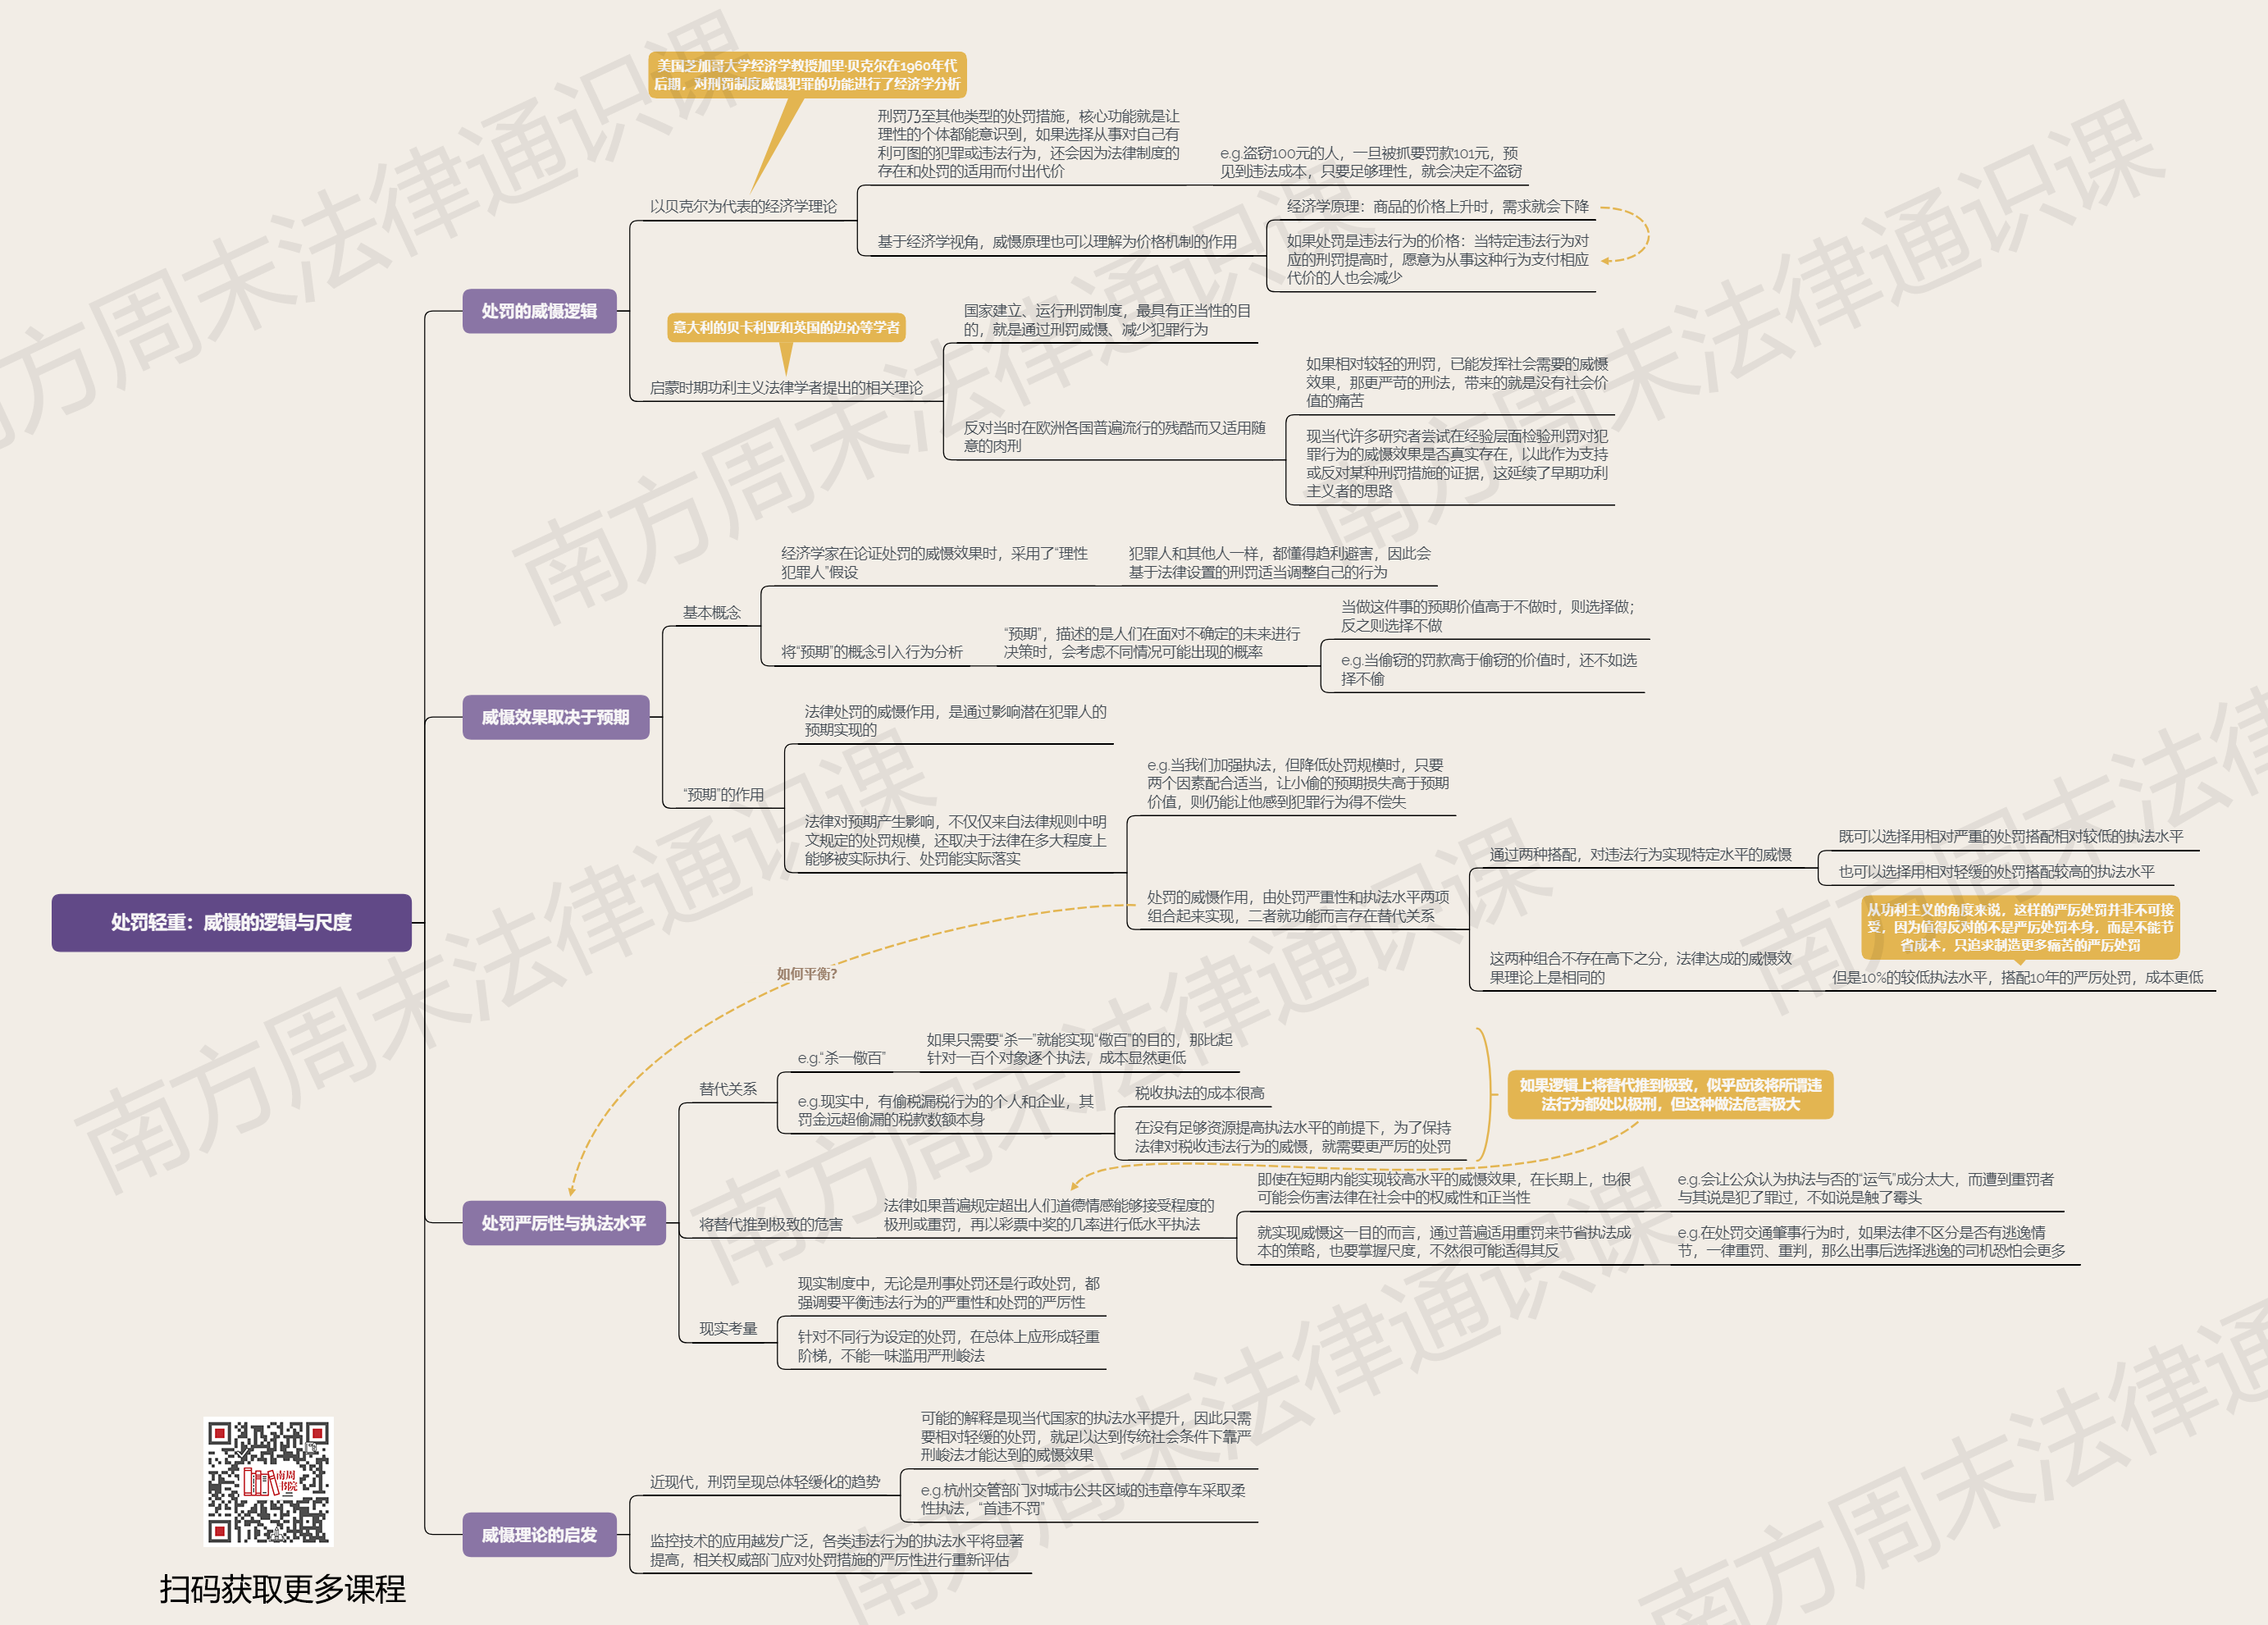 处罚轻重：威慑的逻辑与尺度
处罚的威慑逻辑
美国芝加哥大学经济学教授加里·贝克尔在1960年代
后期，对刑罚制度威慑犯罪的功能进行了经济学分析
以贝克尔为代表的经济学理论
刑罚乃至其他类型的处罚措施，核心功能就是让
理性的个体都能意识到，如果选择从事对自己有
利可图的犯罪或违法行为，还会因为法律制度的
存在和处罚的适用而付出代价
e.g.盗窃100元的人，一旦被抓要罚款101元，预
见到违法成本，只要足够理性，就会决定不盗窃
基于经济学视角，威慑原理也可以理解为价格机制的作用
经济学原理：商品的价格上升时，需求就会下降
如果处罚是违法行为的价格：当特定违法行为对
应的刑罚提高时，愿意为从事这种行为支付相应
代价的人也会减少
意大利的贝卡利亚和英国的边沁等学者
启蒙时期功利主义法律学者提出的相关理论
国家建立、运行刑罚制度，最具有正当性的目
的，就是通过刑罚威慑、减少犯罪行为
反对当时在欧洲各国普遍流行的残酷而又适用随
意的肉刑
如果相对较轻的刑罚，已能发挥社会需要的威慑
效果，那更严苛的刑法，带来的就是没有社会价
值的痛苦
现当代许多研究者尝试在经验层面检验刑罚对犯
罪行为的威慑效果是否真实存在，以此作为支持
或反对某种刑罚措施的证据，这延续了早期功利
主义者的思路
威慑效果取决于预期
基本概念
经济学家在论证处罚的威慑效果时，采用了“理性
犯罪人”假设
犯罪人和其他人一样，都懂得趋利避害，因此会
基于法律设置的刑罚适当调整自己的行为
将“预期”的概念引入行为分析
“预期”，描述的是人们在面对不确定的未来进行
决策时，会考虑不同情况可能出现的概率
当做这件事的预期价值高于不做时，则选择做；
反之则选择不做
e.g.当偷窃的罚款高于偷窃的价值时，还不如选
择不偷
“预期”的作用
法律处罚的威慑作用，是通过影响潜在犯罪人的
预期实现的
法律对预期产生影响，不仅仅来自法律规则中明
文规定的处罚规模，还取决于法律在多大程度上
能够被实际执行、处罚能实际落实
e.g.当我们加强执法，但降低处罚规模时，只要
两个因素配合适当，让小偷的预期损失高于预期
价值，则仍能让他感到犯罪行为得不偿失
处罚的威慑作用，由处罚严重性和执法水平两项
组合起来实现，二者就功能而言存在替代关系
通过两种搭配，对违法行为实现特定水平的威慑
既可以选择用相对严重的处罚搭配相对较低的执法水平
也可以选择用相对轻缓的处罚搭配较高的执法水平
这两种组合不存在高下之分，法律达成的威慑效
果理论上是相同的
从功利主义的角度来说，这样的严厉处罚并非不可接
受，因为值得反对的不是严厉处罚本身，而是不能节
省成本，只追求制造更多痛苦的严厉处罚
但是10%的较低执法水平，搭配10年的严厉处罚，成本更低
如何平衡？
处罚严厉性与执法水平
替代关系
e.g.“杀一儆百”
如果只需要“杀一”就能实现“儆百”的目的，那比起
针对一百个对象逐个执法，成本显然更低
e.g.现实中，有偷税漏税行为的个人和企业，其
罚金远超偷漏的税款数额本身
税收执法的成本很高
在没有足够资源提高执法水平的前提下，为了保持
法律对税收违法行为的威慑，就需要更严厉的处罚
如果逻辑上将替代推到极致，似乎应该将所谓违
法行为都处以极刑，但这种做法危害极大
将替代推到极致的危害
法律如果普遍规定超出人们道德情感能够接受程度的
极刑或重罚，再以彩票中奖的几率进行低水平执法
即使在短期内能实现较高水平的威慑效果，在长期上，也很
可能会伤害法律在社会中的权威性和正当性
e.g.会让公众认为执法与否的“运气”成分太大，而遭到重罚者
与其说是犯了罪过，不如说是触了霉头
就实现威慑这一目的而言，通过普遍适用重罚来节省执法成
本的策略，也要掌握尺度，不然很可能适得其反
e.g.在处罚交通肇事行为时，如果法律不区分是否有逃逸情
节，一律重罚、重判，那么出事后选择逃逸的司机恐怕会更多
现实考量
现实制度中，无论是刑事处罚还是行政处罚，都
强调要平衡违法行为的严重性和处罚的严厉性
针对不同行为设定的处罚，在总体上应形成轻重
阶梯，不能一味滥用严刑峻法
威慑理论的启发
近现代，刑罚呈现总体轻缓化的趋势
可能的解释是现当代国家的执法水平提升，因此只需
要相对轻缓的处罚，就足以达到传统社会条件下靠严
刑峻法才能达到的威慑效果
e.g.杭州交管部门对城市公共区域的违章停车采取柔
性执法，“首违不罚”
监控技术的应用越发广泛，各类违法行为的执法水平将显著
提高，相关权威部门应对处罚措施的严厉性进行重新评估
南周
书院
扫码获取更多课程
南方周末法律通识课
南方周末法律通识课
南方周末法律通识课
南方周末法律通识课
南方周末法律通识课
南方周末法律
南方周末法律通识课
南方周末法律通